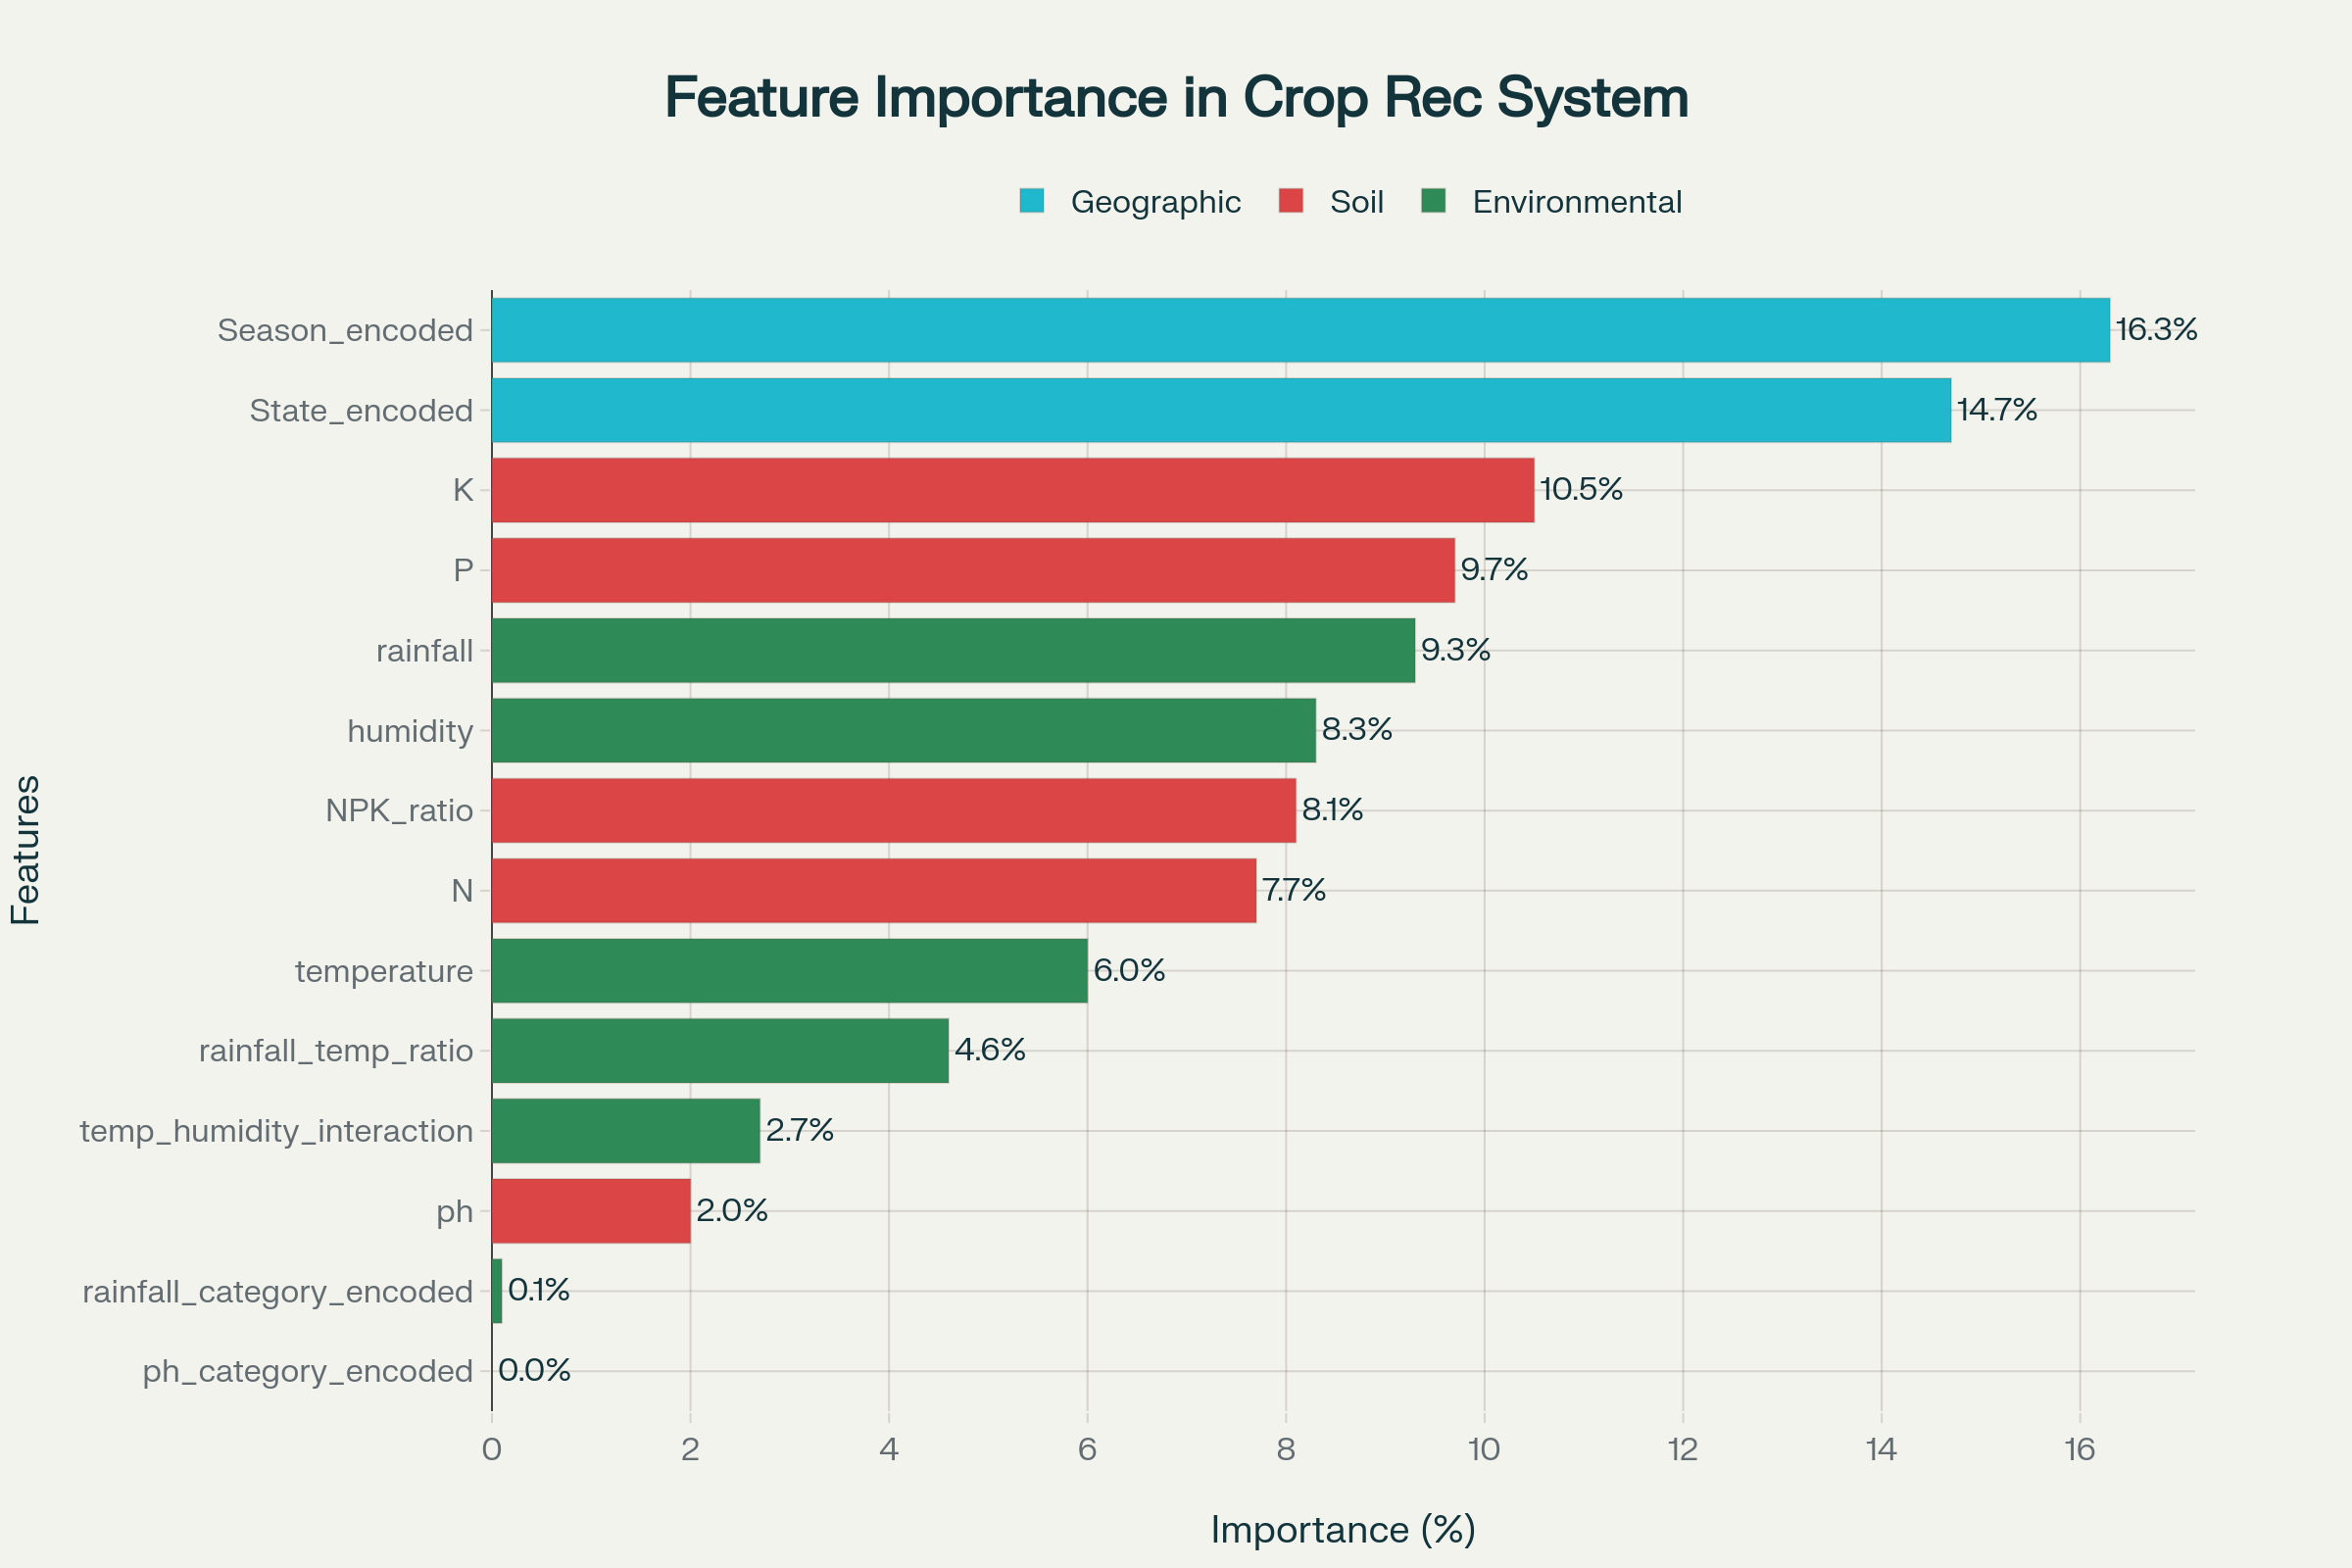 Feature Importance in Crop Rec System
Geographic Soil Environmental
Features
Season_encoded 16.3%
State_encoded 14.7%
K 10.5%
P 9.7%
rainfall 9.3%
humidity 8.3%
NPK_ratio 8.1%
N 7.7%
temperature 6.0%
rainfall_temp_ratio 4.6%
temp_humidity_interaction 2.7%
ph 2.0%
rainfall_category_encoded 0.1%
ph_category_encoded 0.0%
0 2 4 6 8 10 12 14 16
Importance (%)